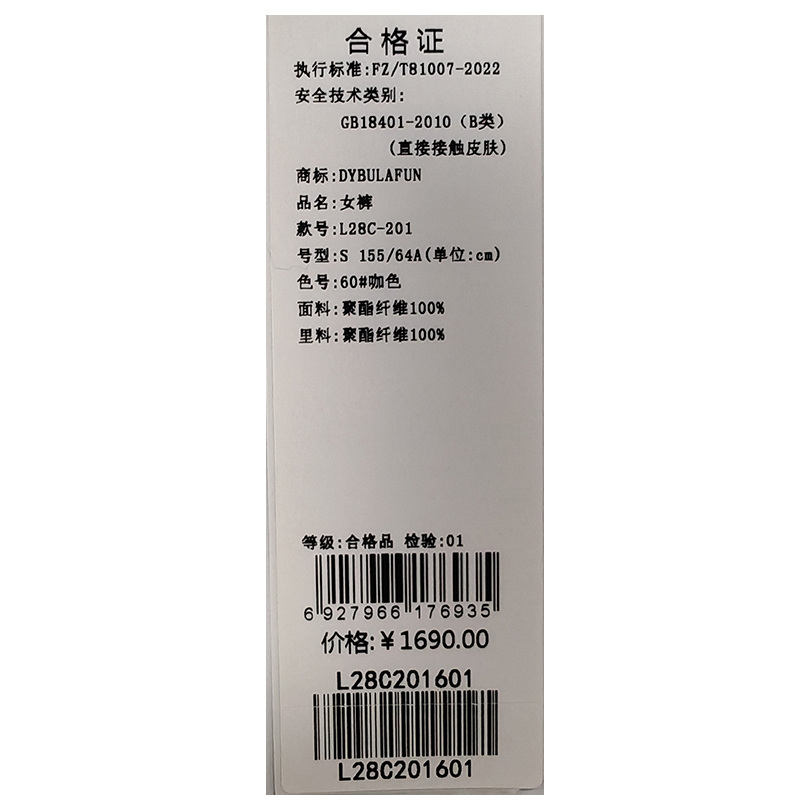 合格证
执行标准:FZ/T81007-2022
安全技术类别:
GB18401-2010（B类）
(直接接触皮肤)
商标:DYBULAFUN
品名:女裤
款号:L28C-201
号型:S 155/64A(单位:cm)
色号:60#咖色
面料:聚酯纤维100%
里料:聚酯纤维100%
等级:合格品 检验:01
6 927966 176935
价格:¥1690.00
L28C201601
L28C201601